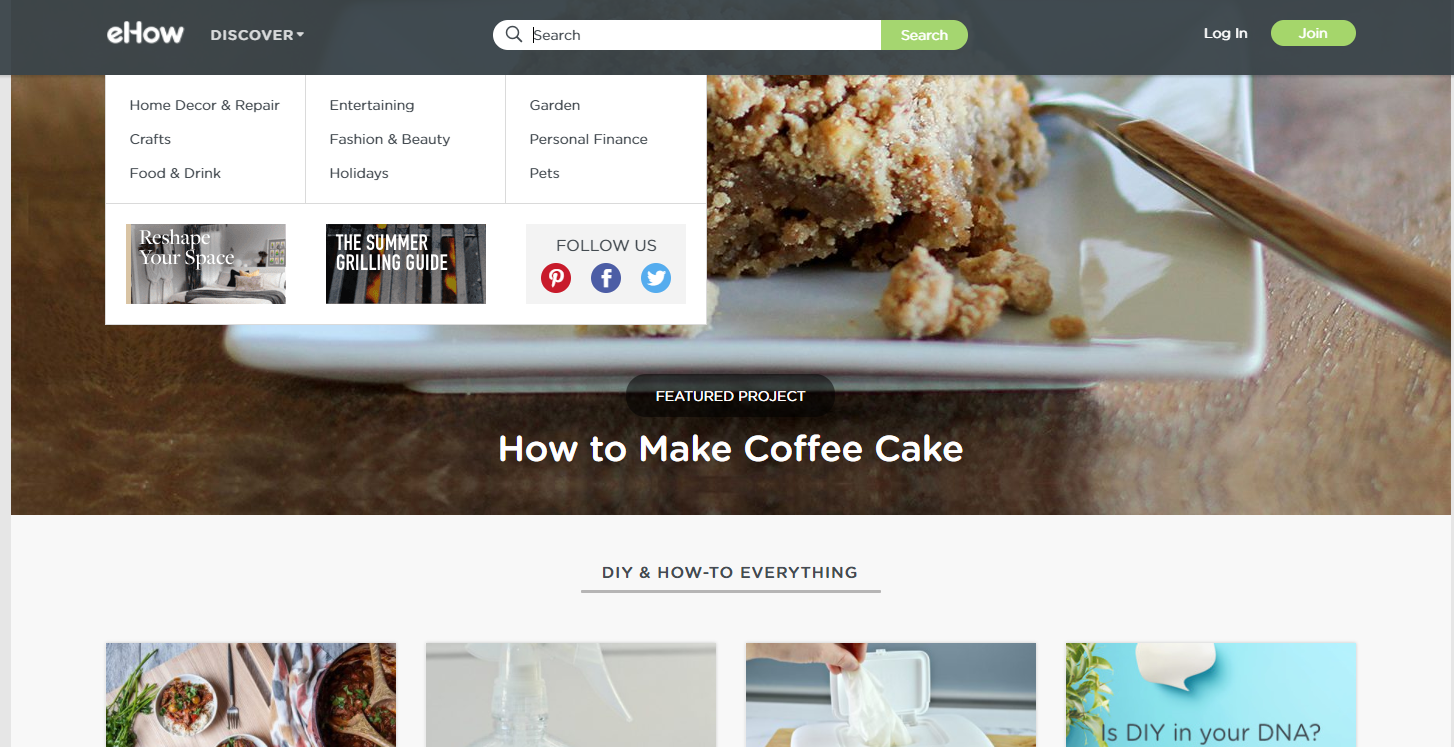 eHow
DISCOVER
Search
Search
Log In
Join
Home Decor & Repair
Crafts
Food & Drink
Entertaining
Fashion & Beauty
Holidays
Garden
Personal Finance
Pets
Reshape
Your Space
THE SUMMER
GRILLING GUIDE
FOLLOW US
FEATURED PROJECT
How to Make Coffee Cake
DIY & HOW-TO EVERYTHING
Is DIY in your DNA?